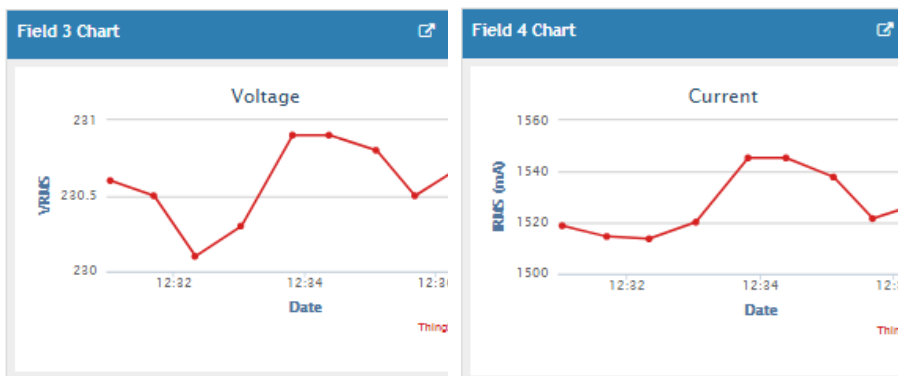 Field 3 Chart
Voltage
231
230.5
230
VRMS
12:32
12:34
Date
Field 4 Chart
Current
1560
1540
1520
1500
IRMS (mA)
12:32
12:34
Date